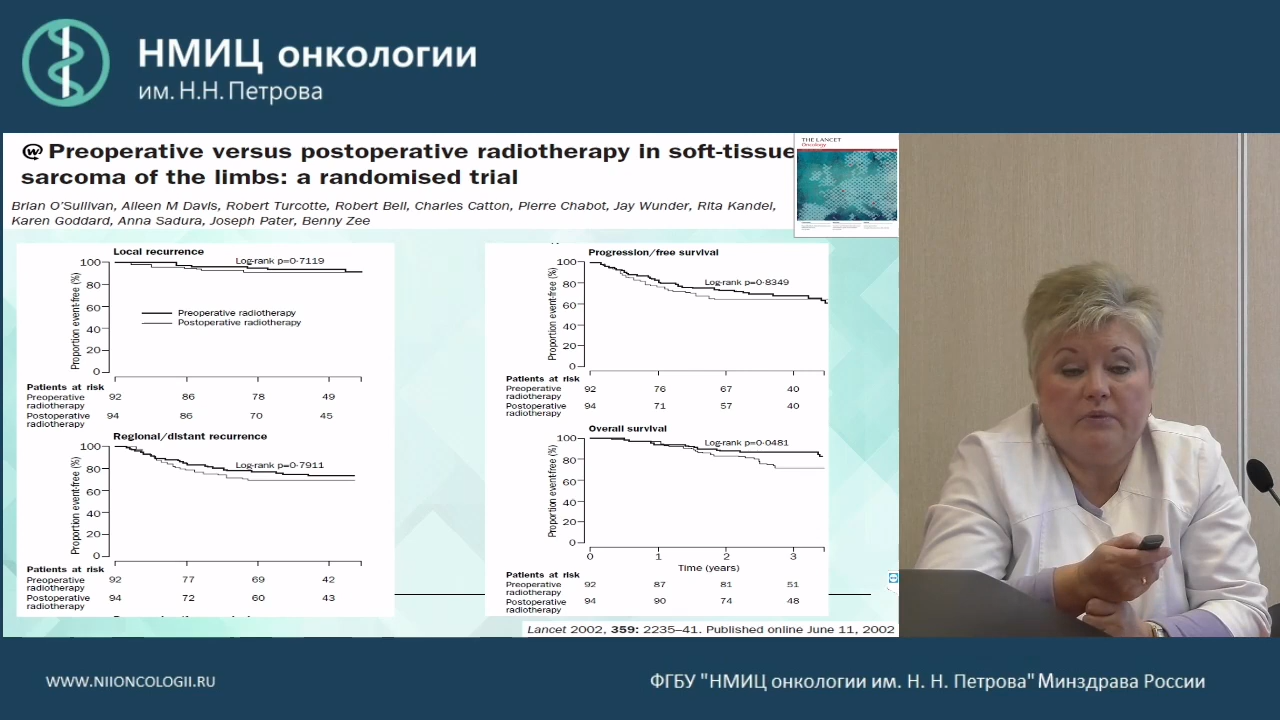 НМИЦ онкологии
им. Н.Н. Петрова
Preoperative versus postoperative radiotherapy in soft-tissue
sarcoma of the limbs: a randomised trial
Brian O'Sullivan, Aileen M Davis, Robert Turcotte, Robert Bell, Charles Catton, Pierre Chabot, Jay Wunder, Rita Kandel,
Karen Goddard, Anna Sadura, Joseph Pater, Benny Zee
THE LANCET
Oncology
Local recurrence
Log-rank p=0·7119
Proportion event-free (%)
100
80
60
40
20
0
Preoperative radiotherapy
Postoperative radiotherapy
Patients at risk
Preoperative 92 86 78 49
radiotherapy
Postoperative 94 86 70 45
radiotherapy
Regional/distant recurrence
Log-rank p=0·7911
Proportion event-free (%)
100
80
60
40
20
0
Patients at risk
Preoperative 92 77 69 42
radiotherapy
Postoperative 94 72 60 43
radiotherapy
Progression/free survival
Log-rank p=0·8349
Proportion event-free (%)
100
80
60
40
20
0
Patients at risk
Preoperative 92 76 67 40
radiotherapy
Postoperative 94 71 57 40
radiotherapy
Overall survival
Log-rank p=0·0481
Proportion event-free (%)
100
80
60
40
20
0
0 1 2 3
Time (years)
Patients at risk
Preoperative 92 87 81 51
radiotherapy
Postoperative 94 90 74 48
radiotherapy
Lancet 2002, 359: 2235–41. Published online June 11, 2002
WWW.NIIONCOLOGII.RU
ФГБУ "НМИЦ онкологии им. Н. Н. Петрова" Минздрава России